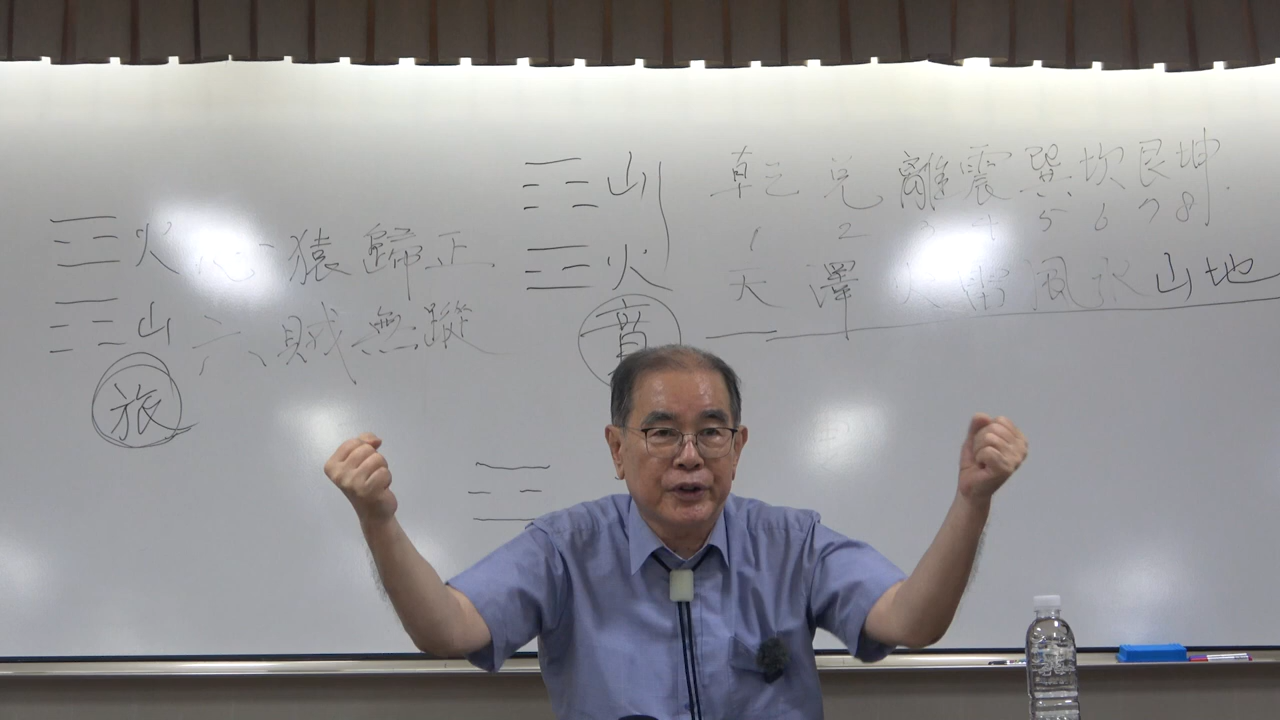 火 心猿歸正
山 六賊無蹤
旅
山
火
賁
乾兌離震巽坎艮坤
1 2 3 4 5 6 7 8
天澤火雷風水山地